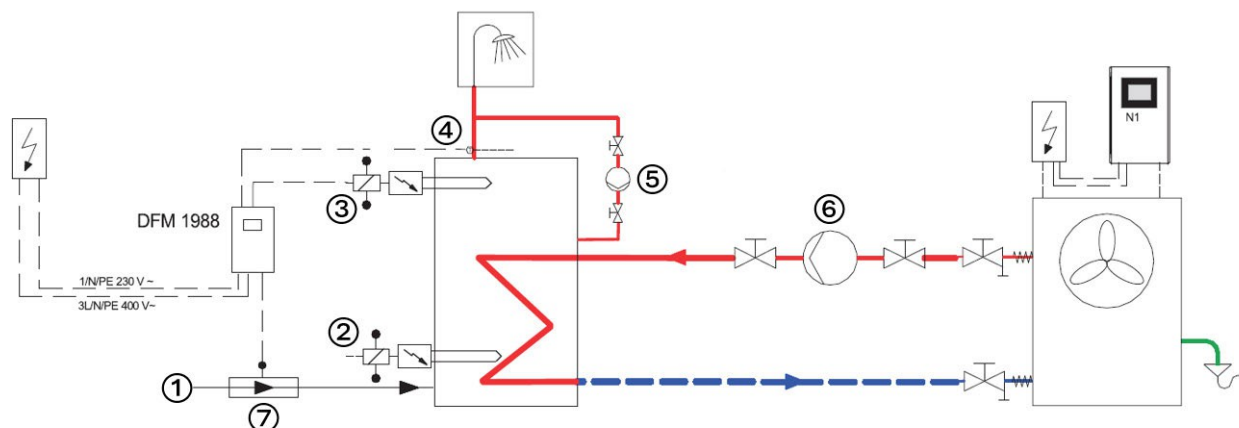 ④
N1
⑤
③
DFM 1988
⑥
1/N/PE 230 V~
3L/N/PE 400 V~
②
①
⑦